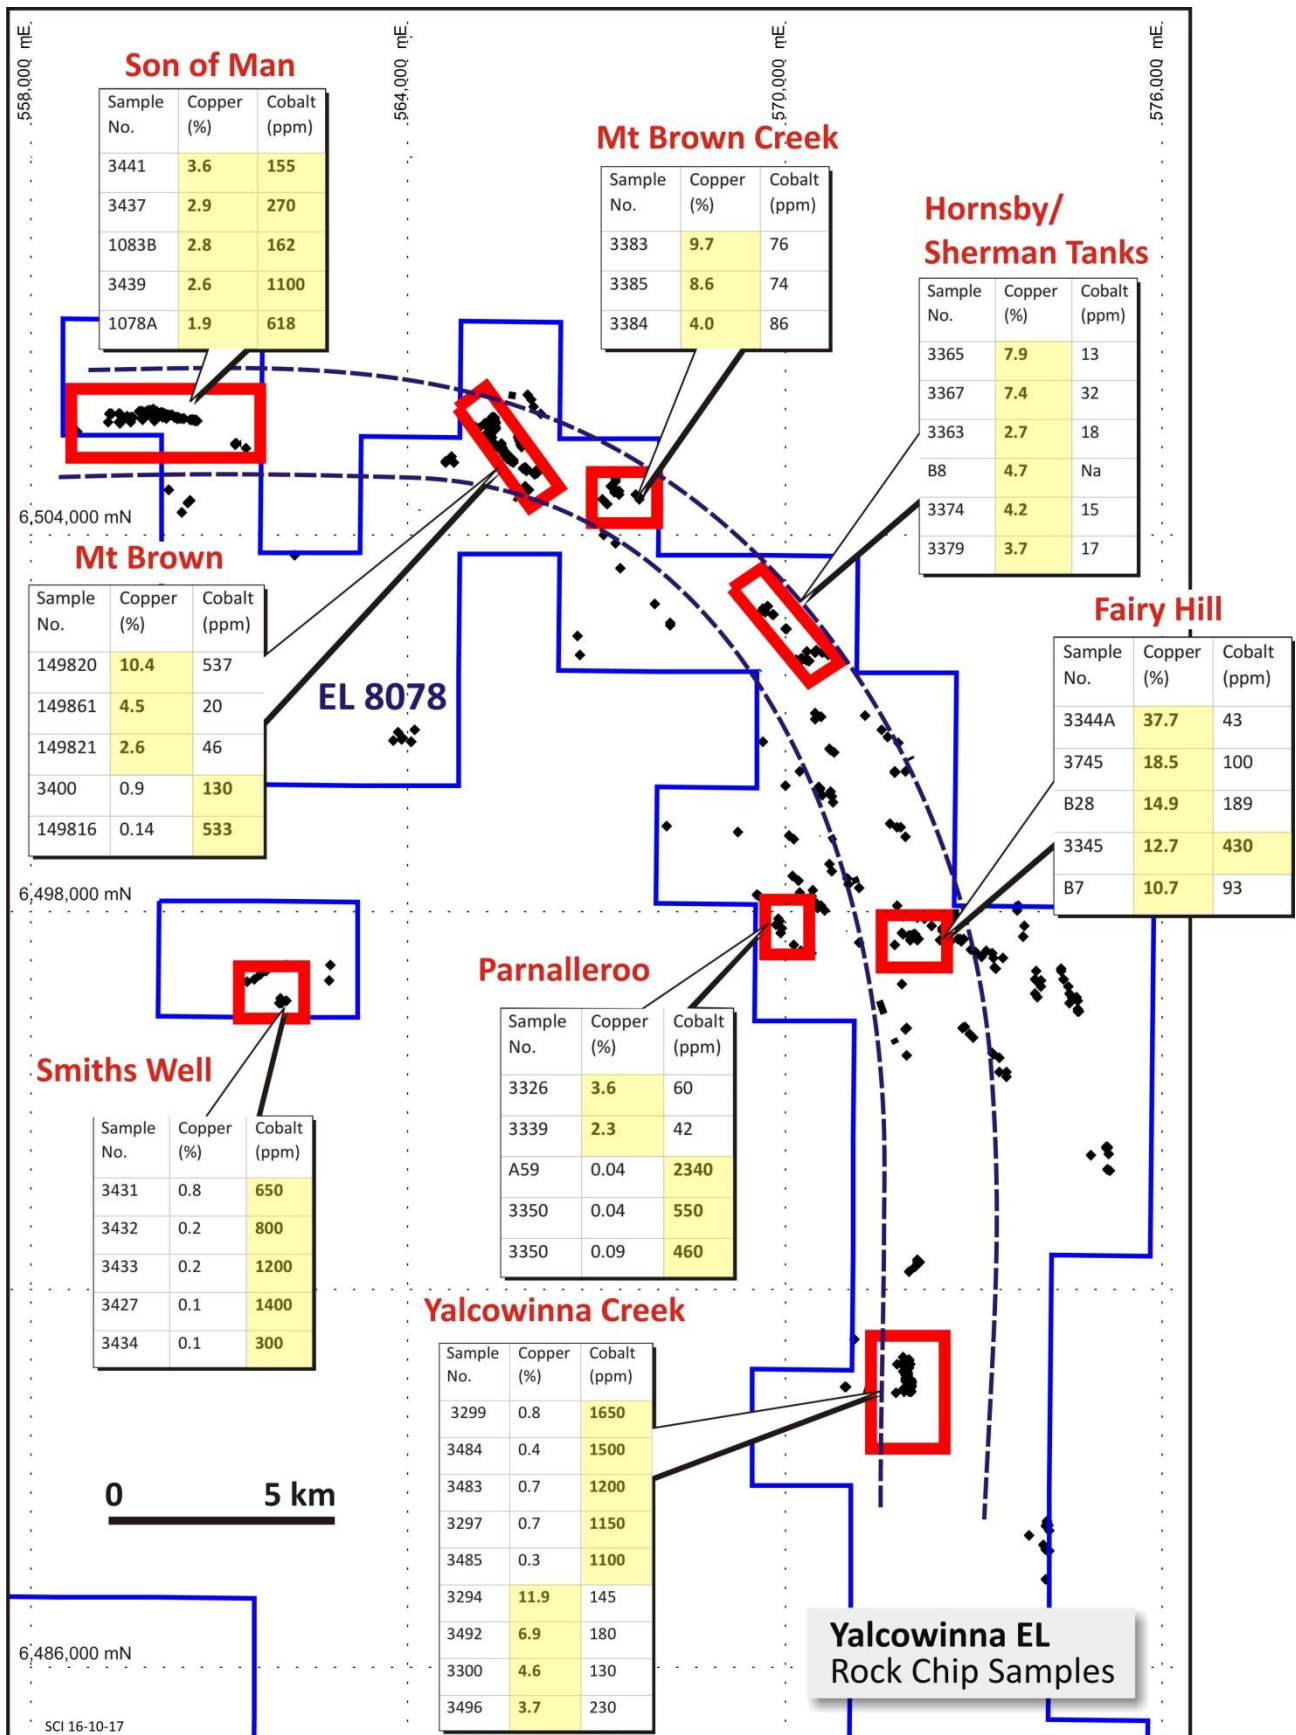 558,000 mE.
564,000 mE.
570,000 mE.
576,000 mE.
Son of Man
Sample No. Copper (%) Cobalt (ppm)
3441 3.6 155
3437 2.9 270
1083B 2.8 162
3439 2.6 1100
1078A 1.9 618
Mt Brown Creek
Sample No. Copper (%) Cobalt (ppm)
3383 9.7 76
3385 8.6 74
3384 4.0 86
Hornsby/
Sherman Tanks
Sample No. Copper (%) Cobalt (ppm)
3365 7.9 13
3367 7.4 32
3363 2.7 18
B8 4.7 Na
3374 4.2 15
3379 3.7 17
6,504,000 mN
Mt Brown
Sample No. Copper (%) Cobalt (ppm)
149820 10.4 537
149861 4.5 20
149821 2.6 46
3400 0.9 130
149816 0.14 533
EL 8078
Fairy Hill
Sample No. Copper (%) Cobalt (ppm)
3344A 37.7 43
3745 18.5 100
B28 14.9 189
3345 12.7 430
B7 10.7 93
6,498,000 mN
Parnalleroo
Sample No. Copper (%) Cobalt (ppm)
3326 3.6 60
3339 2.3 42
A59 0.04 2340
3350 0.04 550
3350 0.09 460
Smiths Well
Sample No. Copper (%) Cobalt (ppm)
3431 0.8 650
3432 0.2 800
3433 0.2 1200
3427 0.1 1400
3434 0.1 300
Yalcowinna Creek
Sample No. Copper (%) Cobalt (ppm)
3299 0.8 1650
3484 0.4 1500
3483 0.7 1200
3297 0.7 1150
3485 0.3 1100
3294 11.9 145
3492 6.9 180
3300 4.6 130
3496 3.7 230
0 5 km
6,486,000 mN
Yalcowinna EL
Rock Chip Samples
SCI 16-10-17